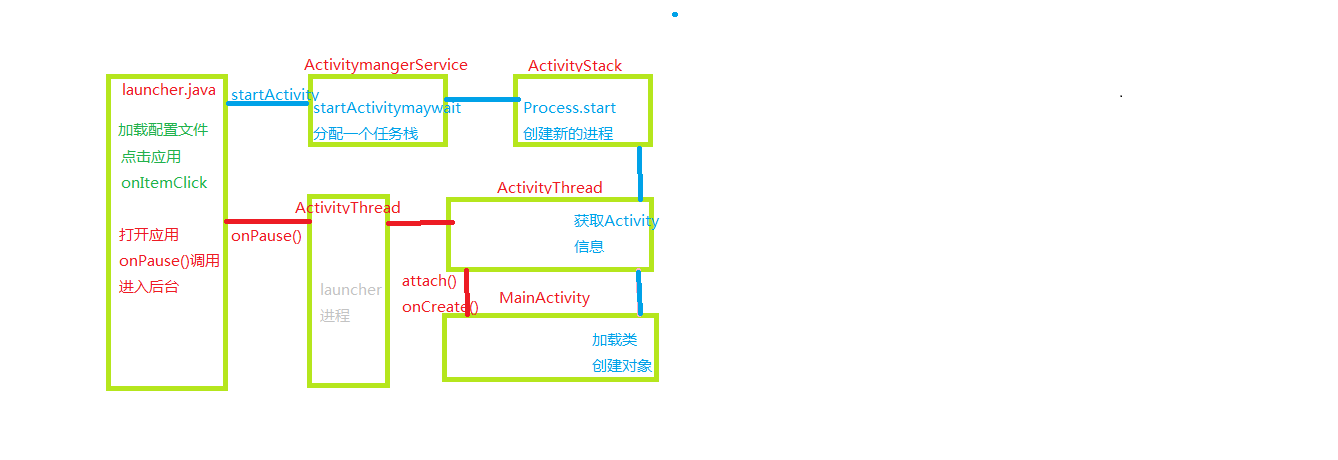 launcher.java
加载配置文件
点击应用
onItemClick
打开应用
onPause()调用
进入后台
startActivity
ActivitymangerService
startActivitymaywait
分配一个任务栈
ActivityStack
Process.start
创建新的进程
onPause()
ActivityThread
launcher
进程
ActivityThread
获取Activity
信息
attach()
onCreate()
MainActivity
加载类
创建对象